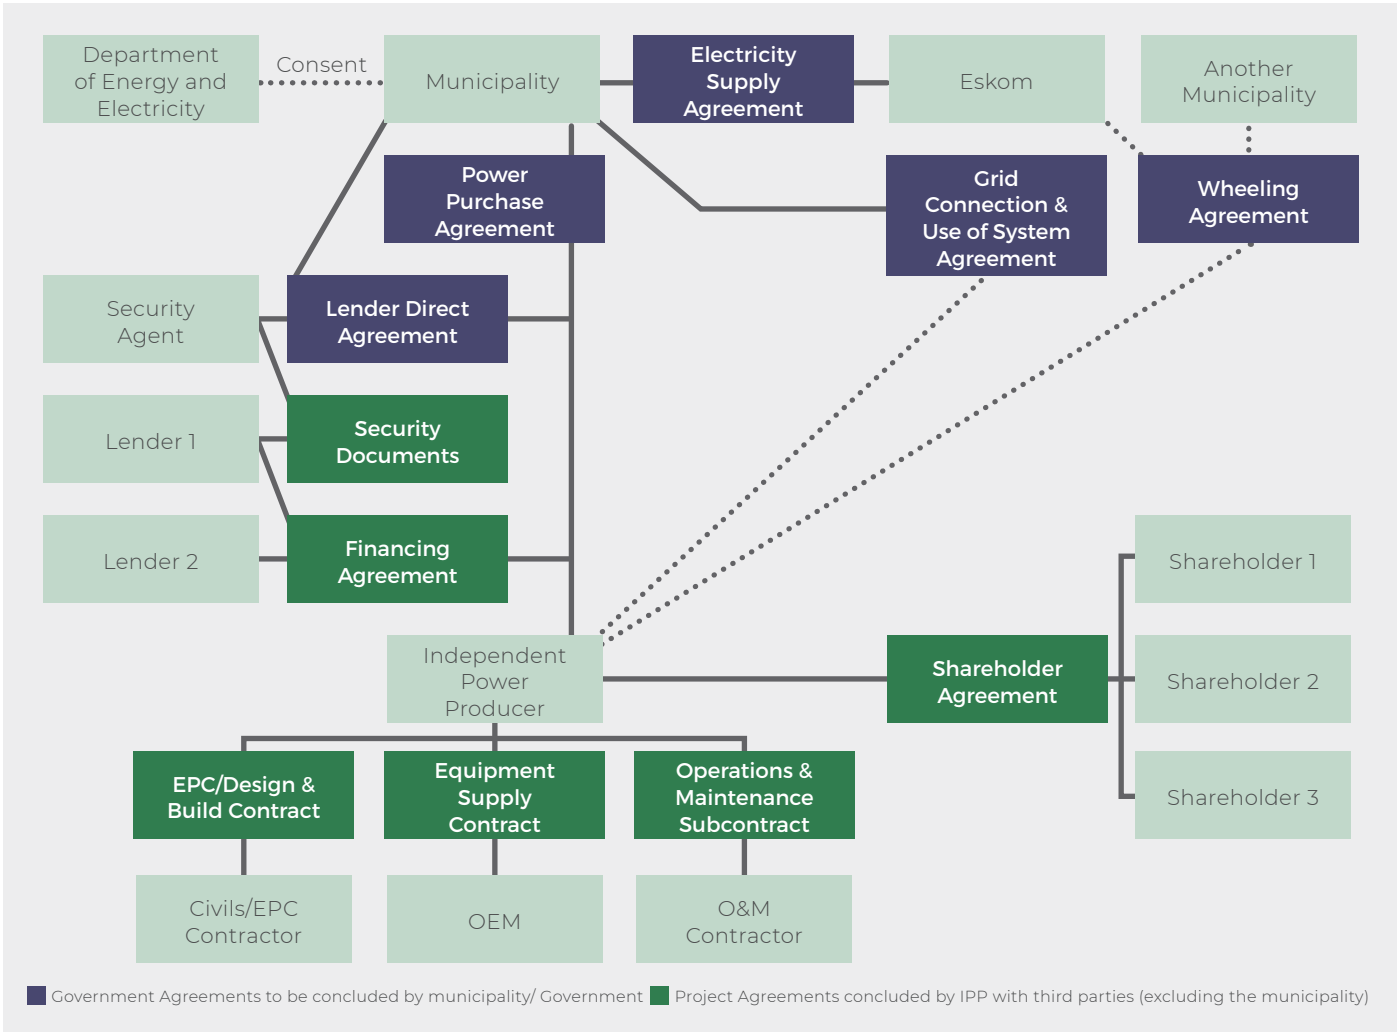 Department
of Energy and
Electricity
Consent
Municipality
Electricity
Supply
Agreement
Eskom
Another
Municipality
Power
Purchase
Agreement
Grid
Connection &
Use of System
Agreement
Wheeling
Agreement
Security
Agent
Lender Direct
Agreement
Lender 1
Security
Documents
Lender 2
Financing
Agreement
Shareholder 1
Independent
Power
Producer
Shareholder
Agreement
Shareholder 2
EPC/Design &
Build Contract
Equipment
Supply
Contract
Operations &
Maintenance
Subcontract
Shareholder 3
Civils/EPC
Contractor
OEM
O&M
Contractor
Government Agreements to be concluded by municipality/ Government
Project Agreements concluded by IPP with third parties (excluding the municipality)